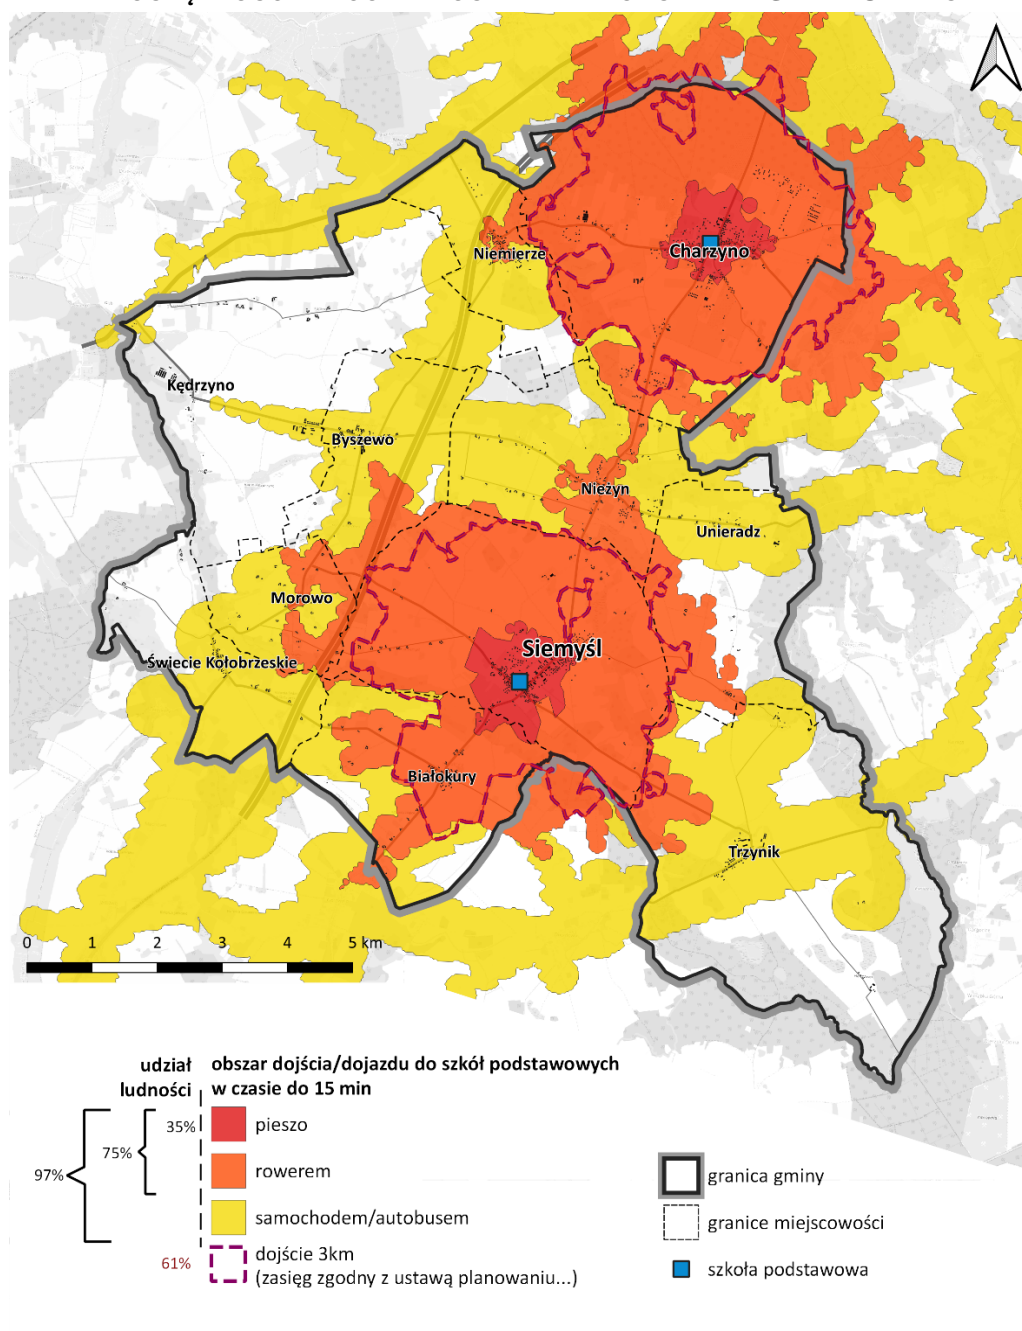 Niemierze
Charzyno
Kędrzyno
Byszewo
Nieżyn
Unieradz
Morowo
Siemyśl
Świecie Kołobrzeskie
Białokury
Trzynik
0 1 2 3 4 5 km
udział ludności
obszar dojścia/dojazdu do szkół podstawowych
w czasie do 15 min
35% pieszo
75%
rowerem
97%
samochodem/autobusem
61%
dojście 3km
(zasięg zgodny z ustawą planowaniu...)
granica gminy
granice miejscowości
szkoła podstawowa